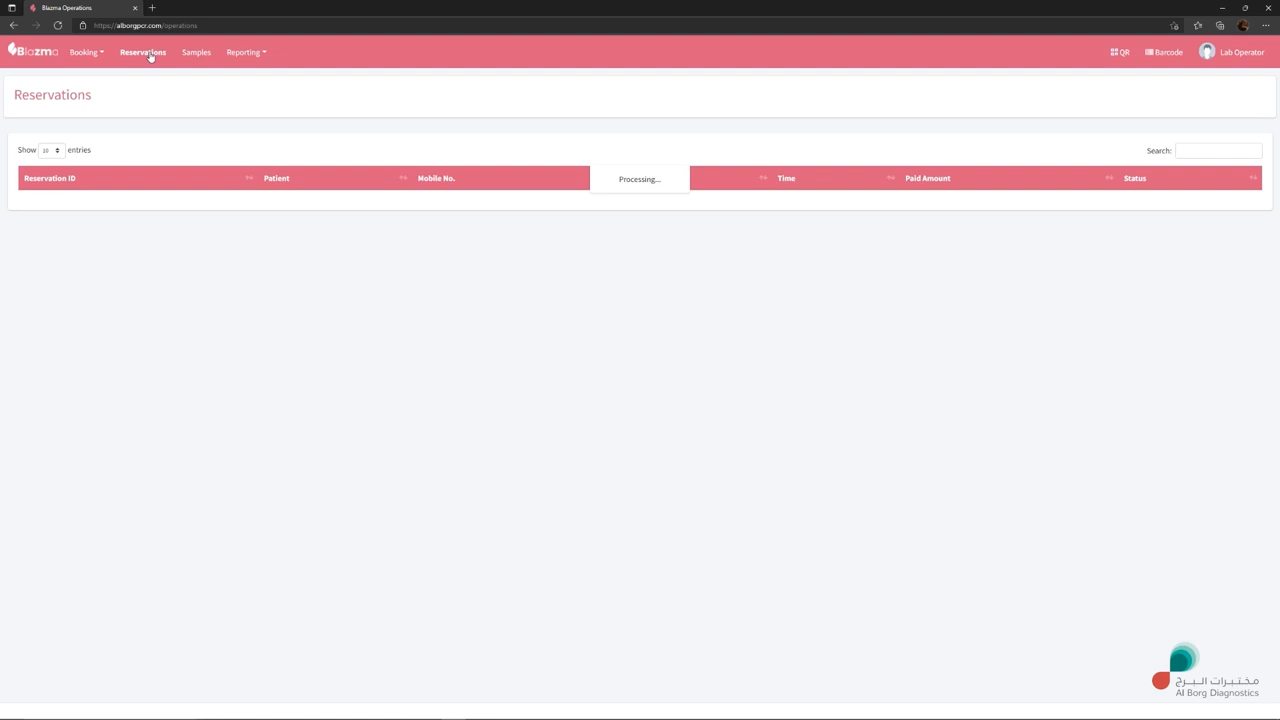 Blazma Operations
https://alborgpcr.com/operations
Blazma Booking Reservations Samples Reporting QR Barcode Lab Operator
Reservations
Show 10 entries Search:
Reservation ID Patient Mobile No. Processing... Time Paid Amount Status
مختبرات البرج
Al Borg Diagnostics